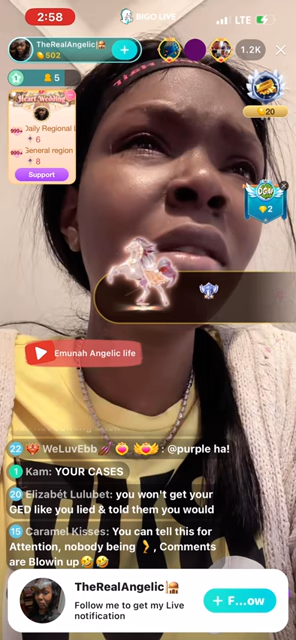 2:58
BIGO LIVE
LTE
TheRealAngelic
502
1.2K
5
Heart Wedding
20
999+
Daily Regional L
6
999+
General region
8
Support
2
Emunah Angelic life
22 WeLuvEbb : @purple ha!
1 Kam: YOUR CASES
20 Elizabét Lulubet: you won't get your
GED like you lied & told them you would
15 Caramel Kisses: You can tell this for
Attention, nobody being , Comments
are Blowin up🤣🤣
TheRealAngelic
Follow me to get my Live
notification
+ F...ow